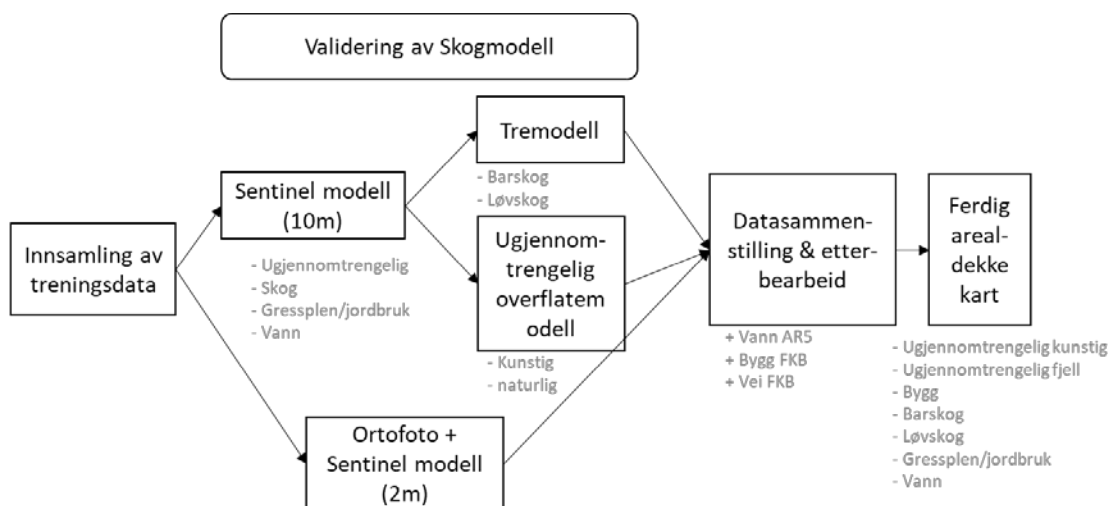 Validering av Skogmodell
Innsamling av
treningsdata
Sentinel modell
(10m)
- Ugjennomtrengelig
- Skog
- Gressplen/jordbruk
- Vann
Tremodell
- Barskog
- Løvskog
Ugjennom-
trengelig
overflatem
odell
- Kunstig
- naturlig
Ortofoto +
Sentinel modell
(2m)
Datasammen-
stilling & etter-
bearbeid
+ Vann AR5
+ Bygg FKB
+ Vei FKB
Ferdig
areal-
dekke
kart
- Ugjennomtrengelig kunstig
- Ugjennomtrengelig fjell
- Bygg
- Barskog
- Løvskog
- Gressplen/jordbruk
- Vann